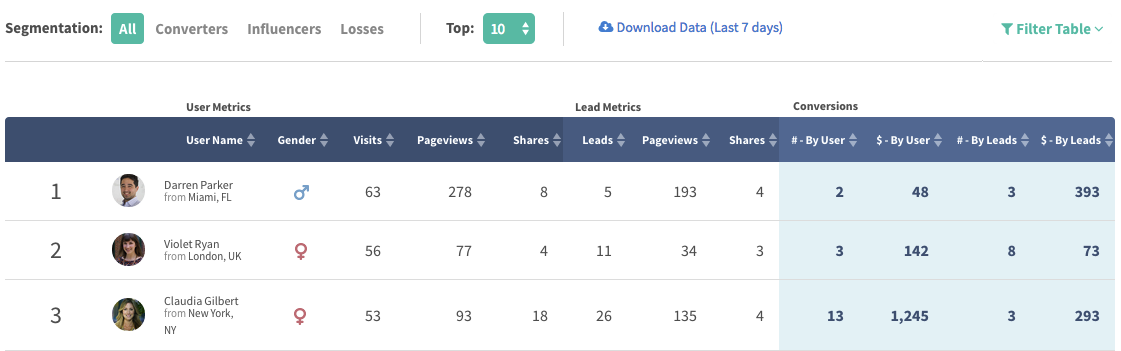 Segmentation: All Converters Influencers Losses Top: 10 Download Data (Last 7 days) Filter Table
User Metrics Lead Metrics Conversions
User Name Gender Visits Pageviews Shares Leads Pageviews Shares # - By User $ - By User # - By Leads $ - By Leads
1 Darren Parker 63 278 8 5 193 4 2 48 3 393
from Miami, FL
2 Violet Ryan 56 77 4 11 34 3 3 142 8 73
from London, UK
3 Claudia Gilbert 53 93 18 26 135 4 13 1,245 3 293
from New York,
NY